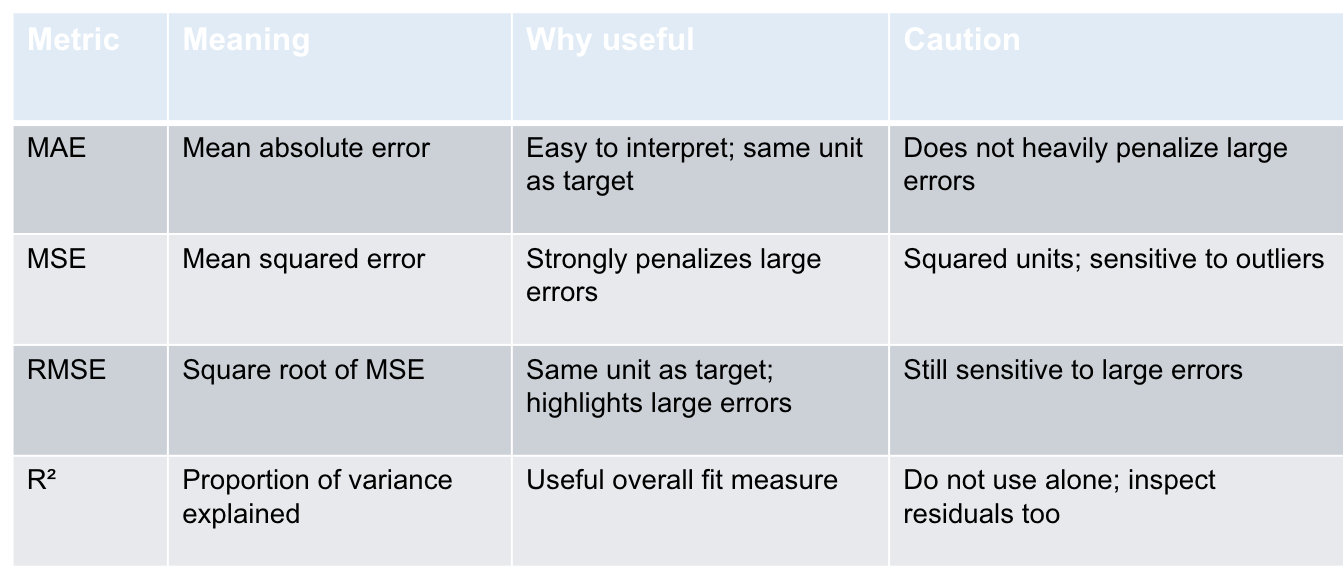 Metric Meaning Why useful Caution
MAE Mean absolute error Easy to interpret; same unit as target Does not heavily penalize large errors
MSE Mean squared error Strongly penalizes large errors Squared units; sensitive to outliers
RMSE Square root of MSE Same unit as target; highlights large errors Still sensitive to large errors
R² Proportion of variance explained Useful overall fit measure Do not use alone; inspect residuals too